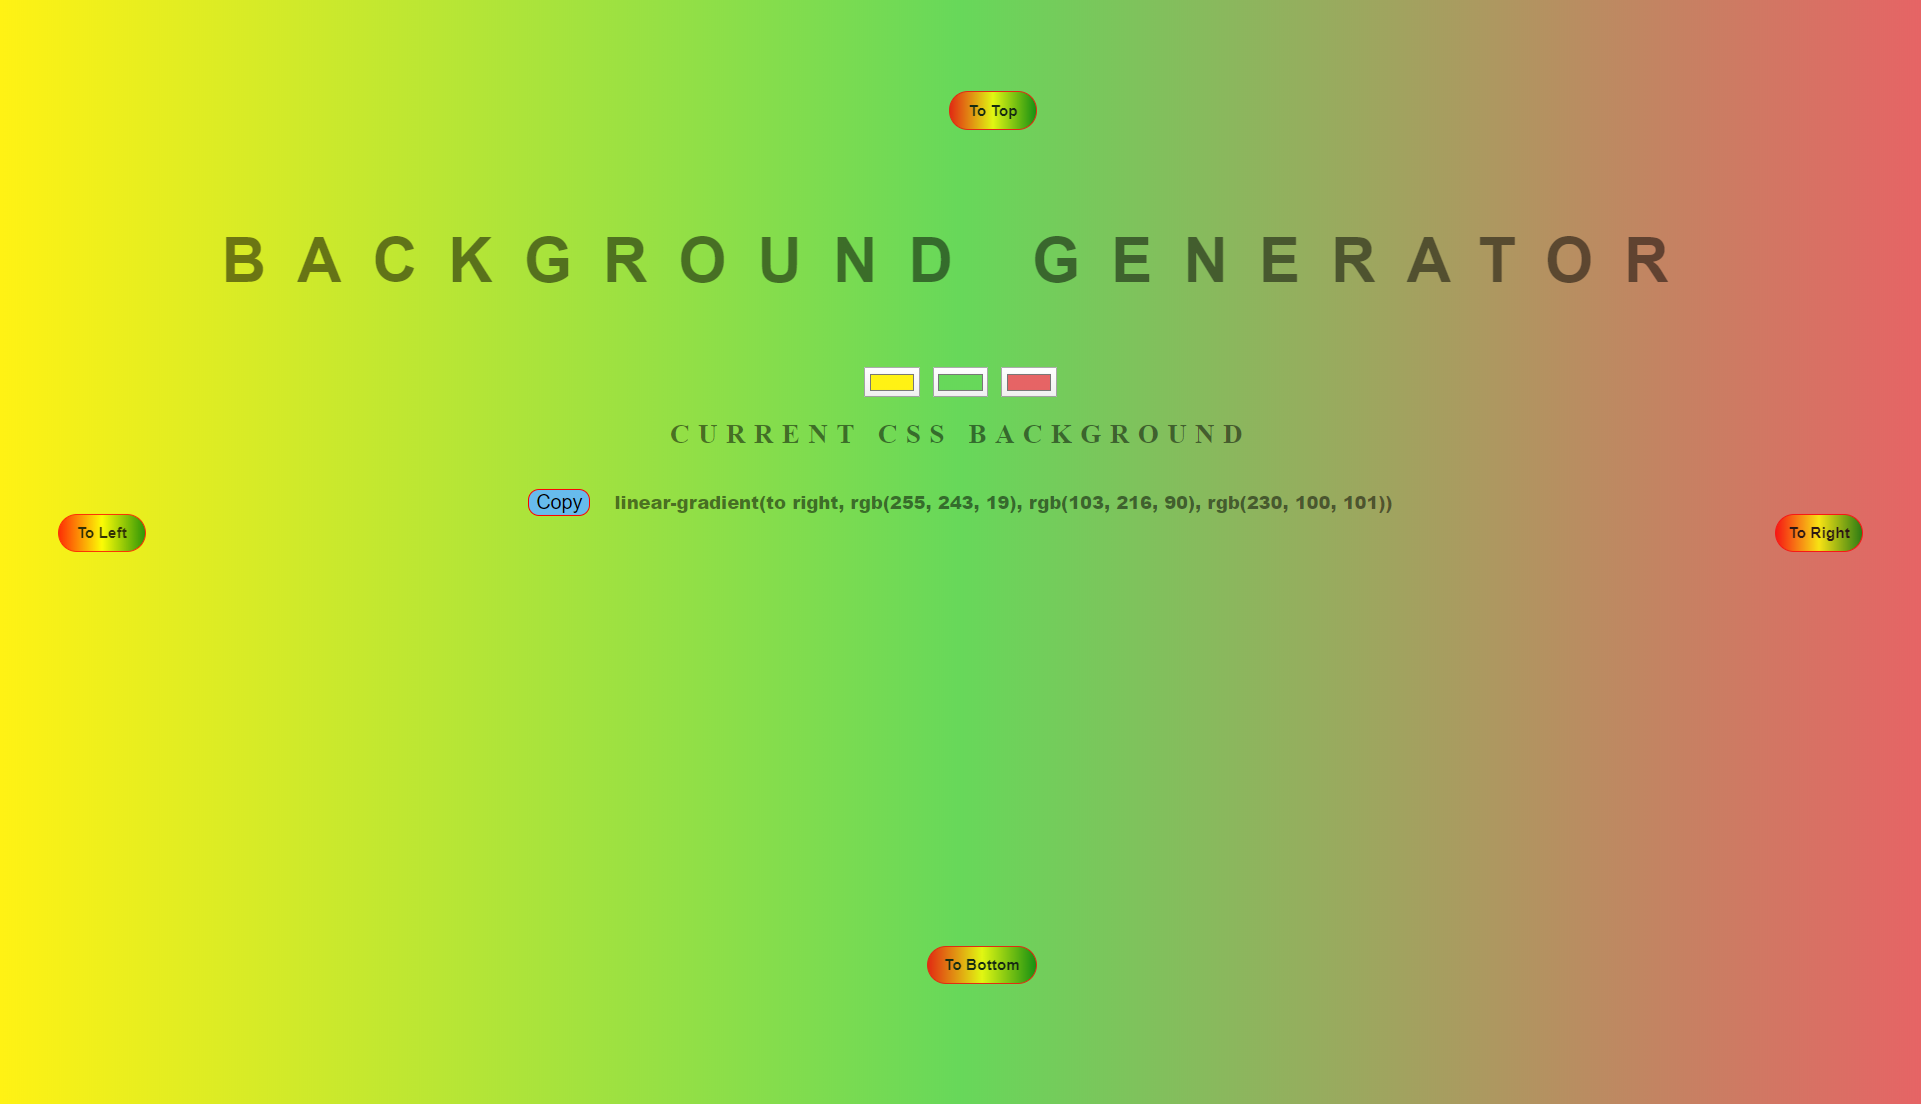 To Top
BACKGROUND GENERATOR
CURRENT CSS BACKGROUND
Copy linear-gradient(to right, rgb(255, 243, 19), rgb(103, 216, 90), rgb(230, 100, 101))
To Left To Right
To Bottom